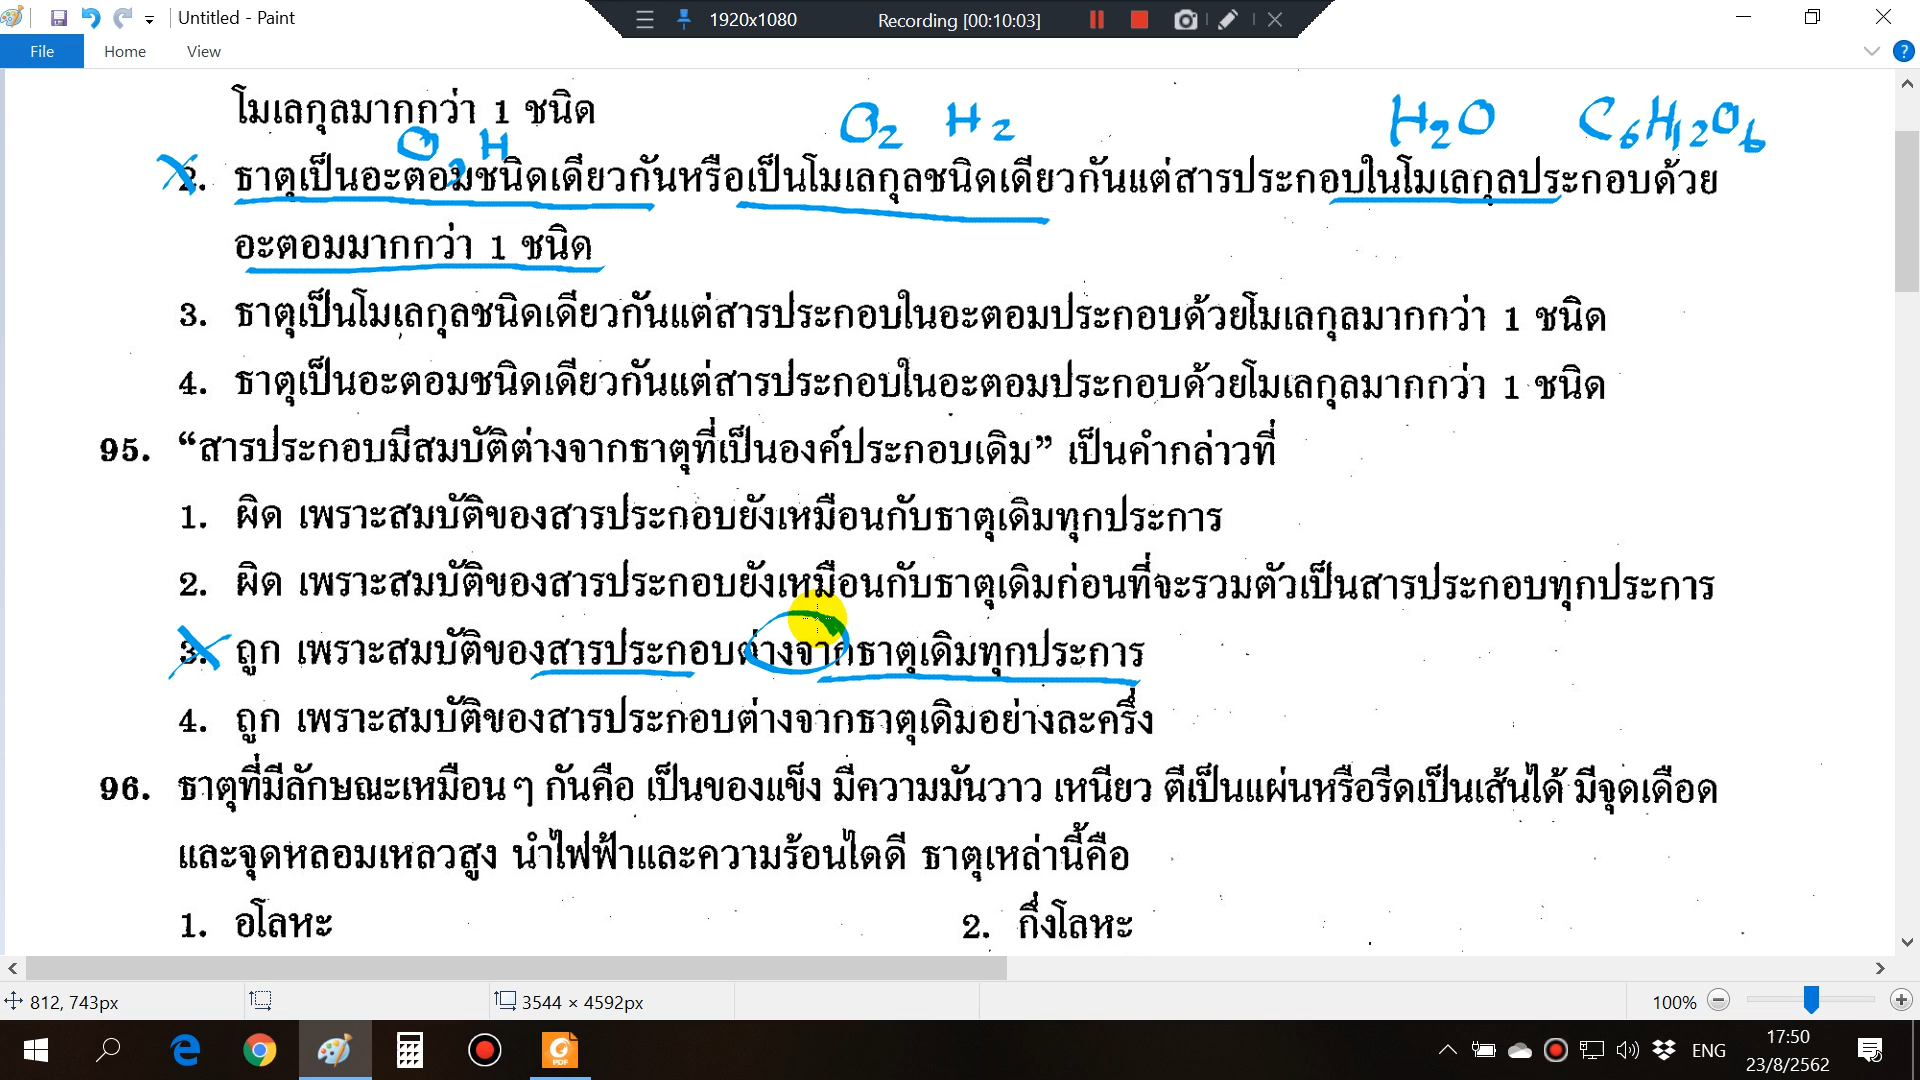 Untitled - Paint
1920x1080
Recording [00:10:03]
File
Home
View
โมเลกุลมากกว่า 1 ชนิด
O2 H
O2 H2
H2O C6H12O6
2. ธาตุเป็นอะตอมชนิดเดียวกันหรือเป็นโมเลกุลชนิดเดียวกันแต่สารประกอบในโมเลกุลประกอบด้วย
อะตอมมากกว่า 1 ชนิด
3. ธาตุเป็นโมเลกุลชนิดเดียวกันแต่สารประกอบในอะตอมประกอบด้วยโมเลกุลมากกว่า 1 ชนิด
4. ธาตุเป็นอะตอมชนิดเดียวกันแต่สารประกอบในอะตอมประกอบด้วยโมเลกุลมากกว่า 1 ชนิด
95. “สารประกอบมีสมบัติต่างจากธาตุที่เป็นองค์ประกอบเดิม” เป็นคำกล่าวที่
1. ผิด เพราะสมบัติของสารประกอบยังเหมือนกับธาตุเดิมทุกประการ
2. ผิด เพราะสมบัติของสารประกอบยังเหมือนกับธาตุเดิมก่อนที่จะรวมตัวเป็นสารประกอบทุกประการ
3. ถูก เพราะสมบัติของสารประกอบต่างจากธาตุเดิมทุกประการ
4. ถูก เพราะสมบัติของสารประกอบต่างจากธาตุเดิมอย่างละครึ่ง
96. ธาตุที่มีลักษณะเหมือนๆ กันคือ เป็นของแข็ง มีความมันวาว เหนียว ตีเป็นแผ่นหรือรีดเป็นเส้นได้ มีจุดเดือด
และจุดหลอมเหลวสูง นำไฟฟ้าและความร้อนไดดี ธาตุเหล่านี้คือ
1. อโลหะ
2. กึ่งโลหะ
812, 743px
3544 × 4592px
100%
PDF
ENG
17:50
23/8/2562